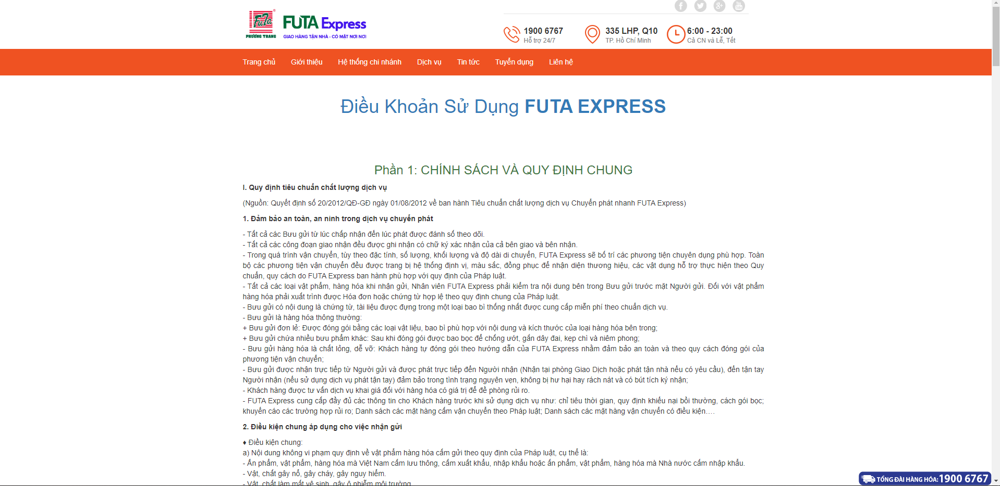 FuTa
PHƯƠNG TRANG
®
FUTA Express
GIAO HÀNG TẬN NHÀ - CÓ MẶT NƠI NƠI
1900 6767
Hỗ trợ 24/7
335 LHP, Q10
TP. Hồ Chí Minh
6:00 - 23:00
Cả CN và Lễ, Tết
Trang chủ Giới thiệu Hệ thống chi nhánh Dịch vụ Tin tức Tuyển dụng Liên hệ
Điều Khoản Sử Dụng FUTA EXPRESS
Phần 1: CHÍNH SÁCH VÀ QUY ĐỊNH CHUNG
I. Quy định tiêu chuẩn chất lượng dịch vụ
(Nguồn: Quyết định số 20/2012/QĐ-GĐ ngày 01/08/2012 về ban hành Tiêu chuẩn chất lượng dịch vụ Chuyển phát nhanh FUTA Express)
1. Đảm bảo an toàn, an ninh trong dịch vụ chuyển phát
- Tất cả các Bưu gửi từ lúc chấp nhận đến lúc phát được đánh số theo dõi.
- Tất cả các công đoạn giao nhận đều được ghi nhận có chữ ký xác nhận của cả bên giao và bên nhận.
- Trong quá trình vận chuyển, tùy theo đặc tính, số lượng, khối lượng và độ dài di chuyển, FUTA Express sẽ bố trí các phương tiện chuyên dụng phù hợp. Toàn
bộ các phương tiện vận chuyển đều được trang bị hệ thống định vị, màu sắc, đồng phục để nhận diện thương hiệu, các vật dụng hỗ trợ thực hiện theo Quy
chuẩn, quy cách do FUTA Express ban hành phù hợp với quy định của Pháp luật.
- Tất cả các loại vật phẩm, hàng hóa khi nhận gửi, Nhân viên FUTA Express phải kiểm tra nội dung bên trong Bưu gửi trước mặt Người gửi. Đối với vật phẩm
hàng hóa phải xuất trình được Hóa đơn hoặc chứng từ hợp lệ theo quy định chung của Pháp luật.
- Bưu gửi có nội dung là chứng từ, tài liệu được đựng trong một loại bao bì thống nhất được cung cấp miễn phí theo chuẩn dịch vụ.
- Bưu gửi là hàng hóa thông thường:
+ Bưu gửi đơn lẻ: Được đóng gói bằng các loại vật liệu, bao bì phù hợp với nội dung và kích thước của loại hàng hóa bên trong;
+ Bưu gửi chứa nhiều bưu phẩm khác: Sau khi đóng gói được bao bọc để chống ướt, gắn dây đai, kẹp chì và niêm phong;
- Bưu gửi hàng hóa là chất lỏng, dễ vỡ: Khách hàng tự đóng gói theo hướng dẫn của FUTA Express nhằm đảm bảo an toàn và theo quy cách đóng gói của
phương tiện vận chuyển;
- Bưu gửi được nhận trực tiếp từ Người gửi và được phát trực tiếp đến Người nhận (Nhận tại phòng Giao Dịch hoặc phát tận nhà nếu có yêu cầu), đến tận tay
Người nhận (nếu sử dụng dịch vụ phát tận tay) đảm bảo trong tình trạng nguyên vẹn, không bị hư hại hay rách nát và có bút tích ký nhận;
- Khách hàng được tư vấn dịch vụ khai giá đối với hàng hóa có giá trị để đề phòng rủi ro.
- FUTA Express cung cấp đầy đủ các thông tin cho Khách hàng trước khi sử dụng dịch vụ như: chỉ tiêu thời gian, quy định khiếu nại bồi thường, cách gói bọc;
khuyến cáo các trường hợp rủi ro; Danh sách các mặt hàng cấm vận chuyển theo Pháp luật; Danh sách các mặt hàng vận chuyển có điều kiện….
2. Điều kiện chung áp dụng cho việc nhận gửi
♦ Điều kiện chung:
a) Nội dung không vi phạm quy định về vật phẩm hàng hóa cấm gửi theo quy định của Pháp luật, cụ thể là:
- Ấn phẩm, vật phẩm, hàng hóa mà Việt Nam cấm lưu thông, cấm xuất khẩu, nhập khẩu hoặc ấn phẩm, vật phẩm, hàng hóa mà Nhà nước cấm nhập khẩu.
- Vật, chất gây nổ, gây cháy, gây nguy hiểm.
- Vật, chất làm mất vệ sinh, gây ô nhiễm môi trường
TỔNG ĐÀI HÀNG HÓA: 1900 6767